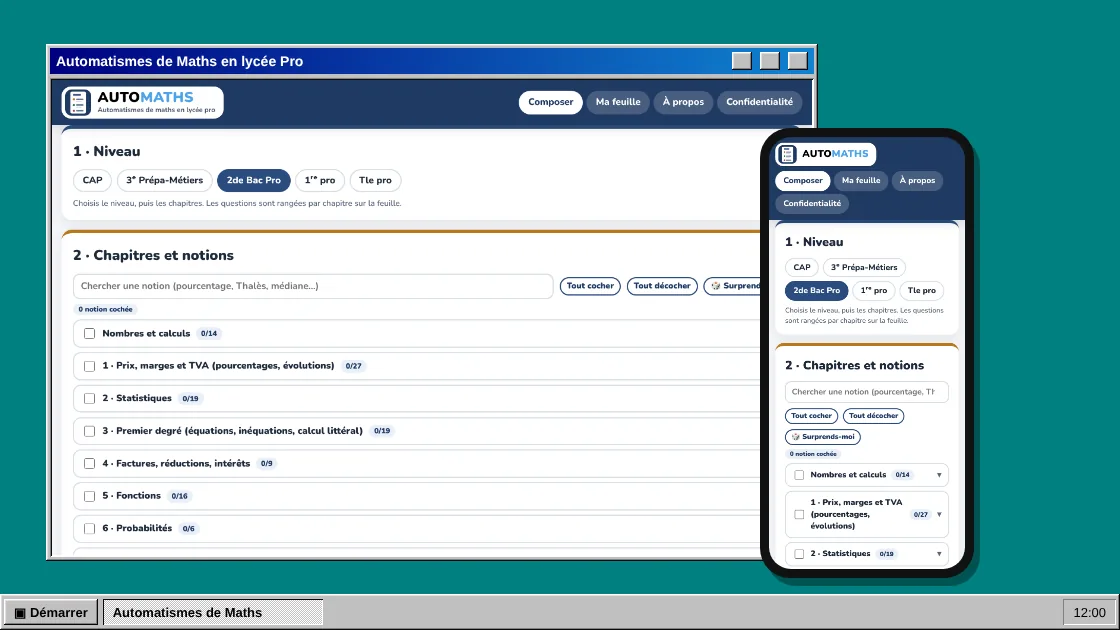 Automatismes de Maths en lycée Pro
AUTOMATHS
Automatismes de maths en lycée pro
Composer
Ma feuille
À propos
Confidentialité
1 · Niveau
CAP
3ᵉ Prépa-Métiers
2de Bac Pro
1ʳᵉ pro
Tle pro
Choisis le niveau, puis les chapitres. Les questions sont rangées par chapitre sur la feuille.
2 · Chapitres et notions
Chercher une notion (pourcentage, Thalès, médiane…)
Tout cocher
Tout décocher
Surprend
0 notion cochée
Nombres et calculs 0/14
1 · Prix, marges et TVA (pourcentages, évolutions) 0/27
2 · Statistiques 0/19
3 · Premier degré (équations, inéquations, calcul littéral) 0/19
4 · Factures, réductions, intérêts 0/9
5 · Fonctions 0/16
6 · Probabilités 0/6
AUTOMATHS
Composer
Ma feuille
À propos
Confidentialité
1 · Niveau
CAP
3ᵉ Prépa-Métiers
2de Bac Pro
1ʳᵉ pro
Tle pro
Choisis le niveau, puis les chapitres. Les questions
sont rangées par chapitre sur la feuille.
2 · Chapitres et notions
Chercher une notion (pourcentage, Th
Tout cocher
Tout décocher
Surprends-moi
0 notion cochée
Nombres et calculs 0/14
1 · Prix, marges et TVA
(pourcentages, 0/27
évolutions)
2 · Statistiques 0/19
Démarrer
Automatismes de Maths
12:00